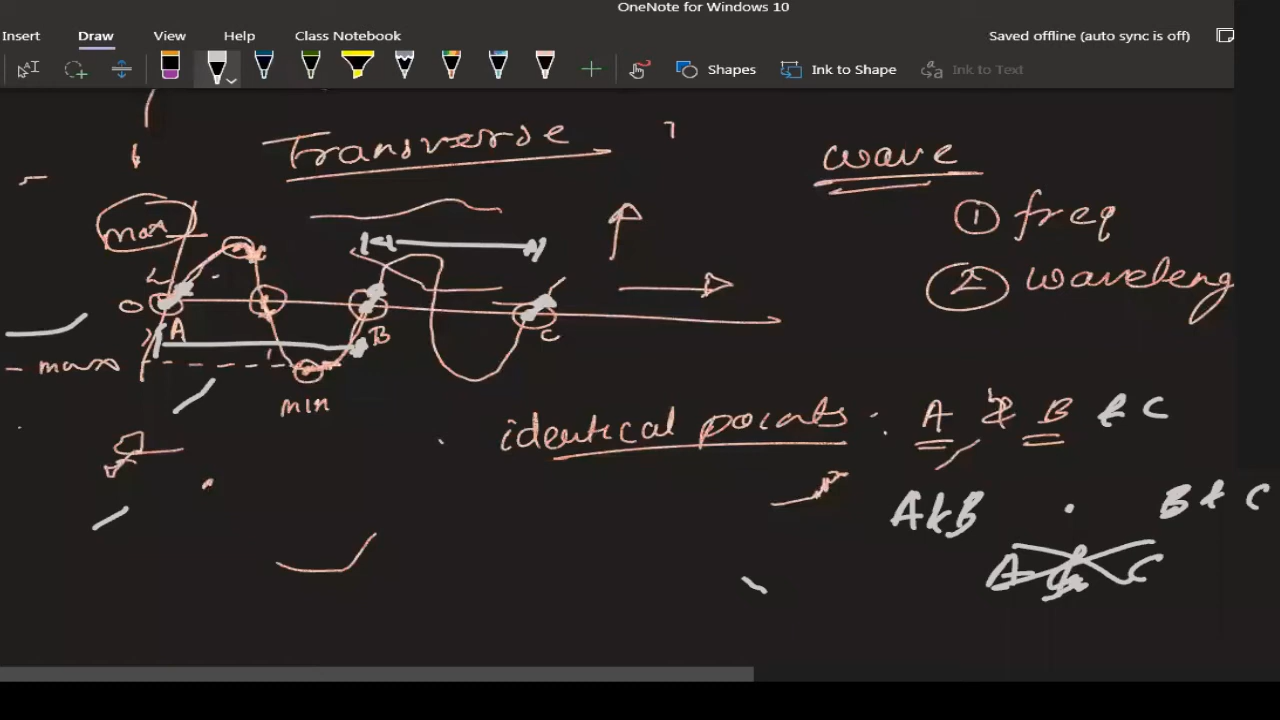 OneNote for Windows 10
Insert Draw View Help Class Notebook Saved offline (auto sync is off)
Shapes Ink to Shape Ink to Text
Transverse
wave
① freq
② waveleng
max
O
A
B
C
- max
min
identical points : A & B & C
A & B B & C
A & C